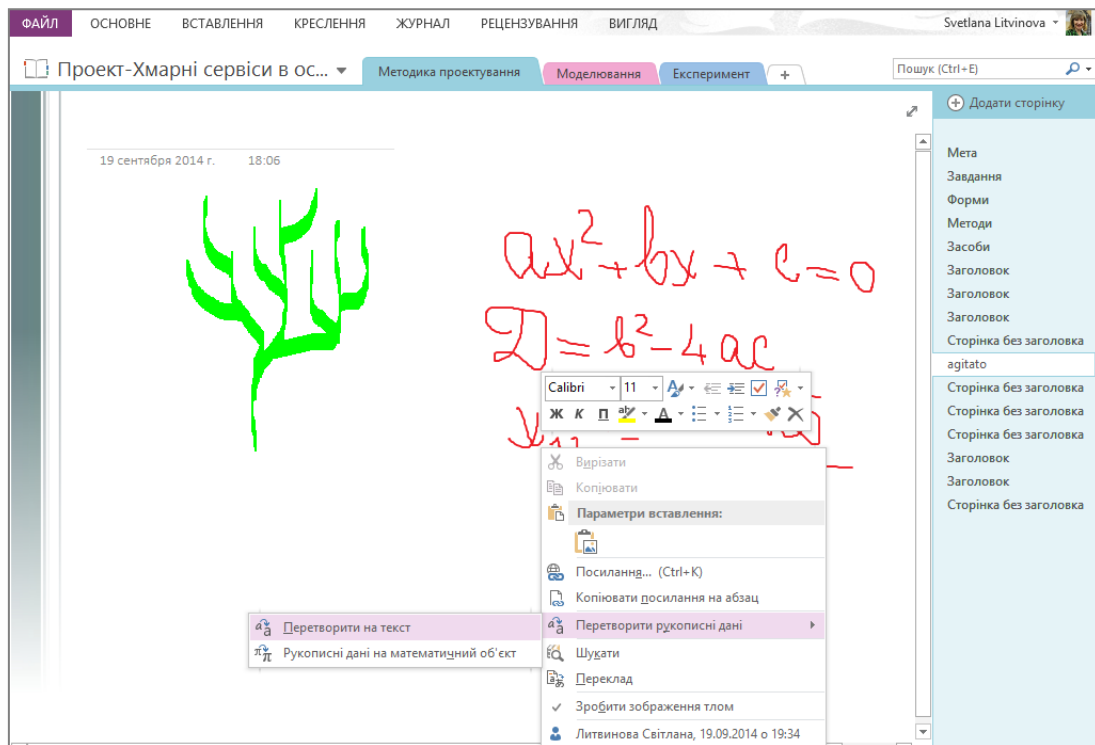 ФАЙЛ ОСНОВНЕ ВСТАВЛЕННЯ КРЕСЛЕННЯ ЖУРНАЛ РЕЦЕНЗУВАННЯ ВИГЛЯД Svetlana Litvinova
Проект-Хмарні сервіси в ос... Методика проектування Моделювання Експеримент + Пошук (Ctrl+E)
Додати сторінку
19 сентября 2014 г. 18:06
ax²+bx+c=0
D=b²-4ac
Calibri 11
Ж К П
Вирізати
Копіювати
Параметри вставлення:
Посилання... (Ctrl+K)
Копіювати посилання на абзац
Перетворити рукописні дані
Перетворити на текст
Рукописні дані на математичний об'єкт
Шукати
Переклад
Зробити зображення тлом
Литвинова Світлана, 19.09.2014 о 19:34
Мета
Завдання
Форми
Методи
Засоби
Заголовок
Заголовок
Заголовок
Сторінка без заголовка
agitato
Сторінка без заголовка
Сторінка без заголовка
Сторінка без заголовка
Заголовок
Заголовок
Сторінка без заголовка